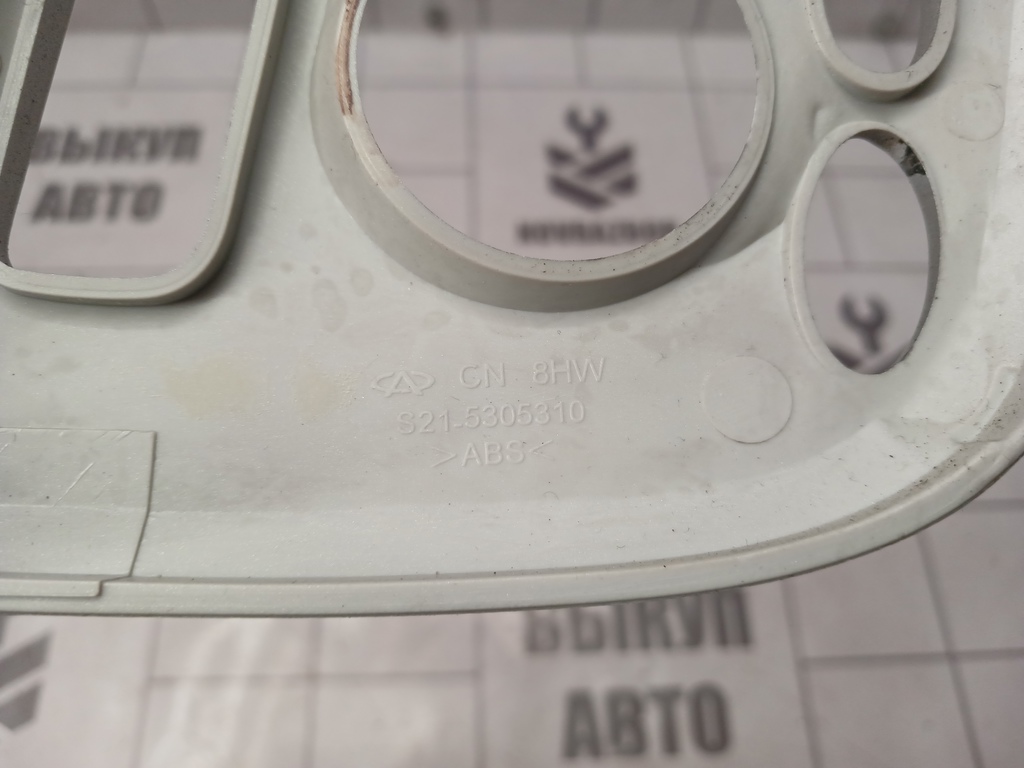 ВЫКУП
АВТО
CN 8HW
S21-5305310
>ABS<
ВЫКУП
АВТО